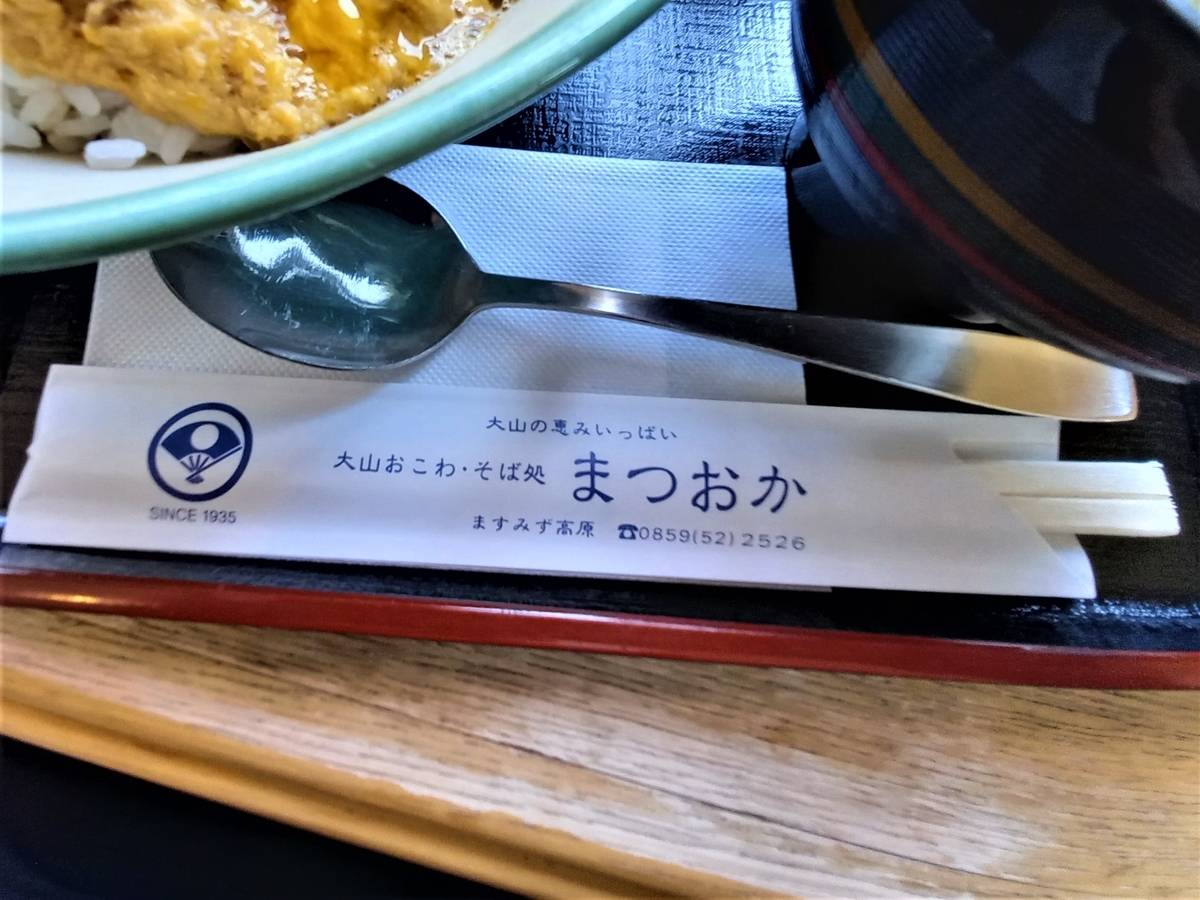 SINCE 1935
大山の恵みいっぱい
大山おこわ・そば処 まつおか
ますみず高原 ☎0859(52)2526